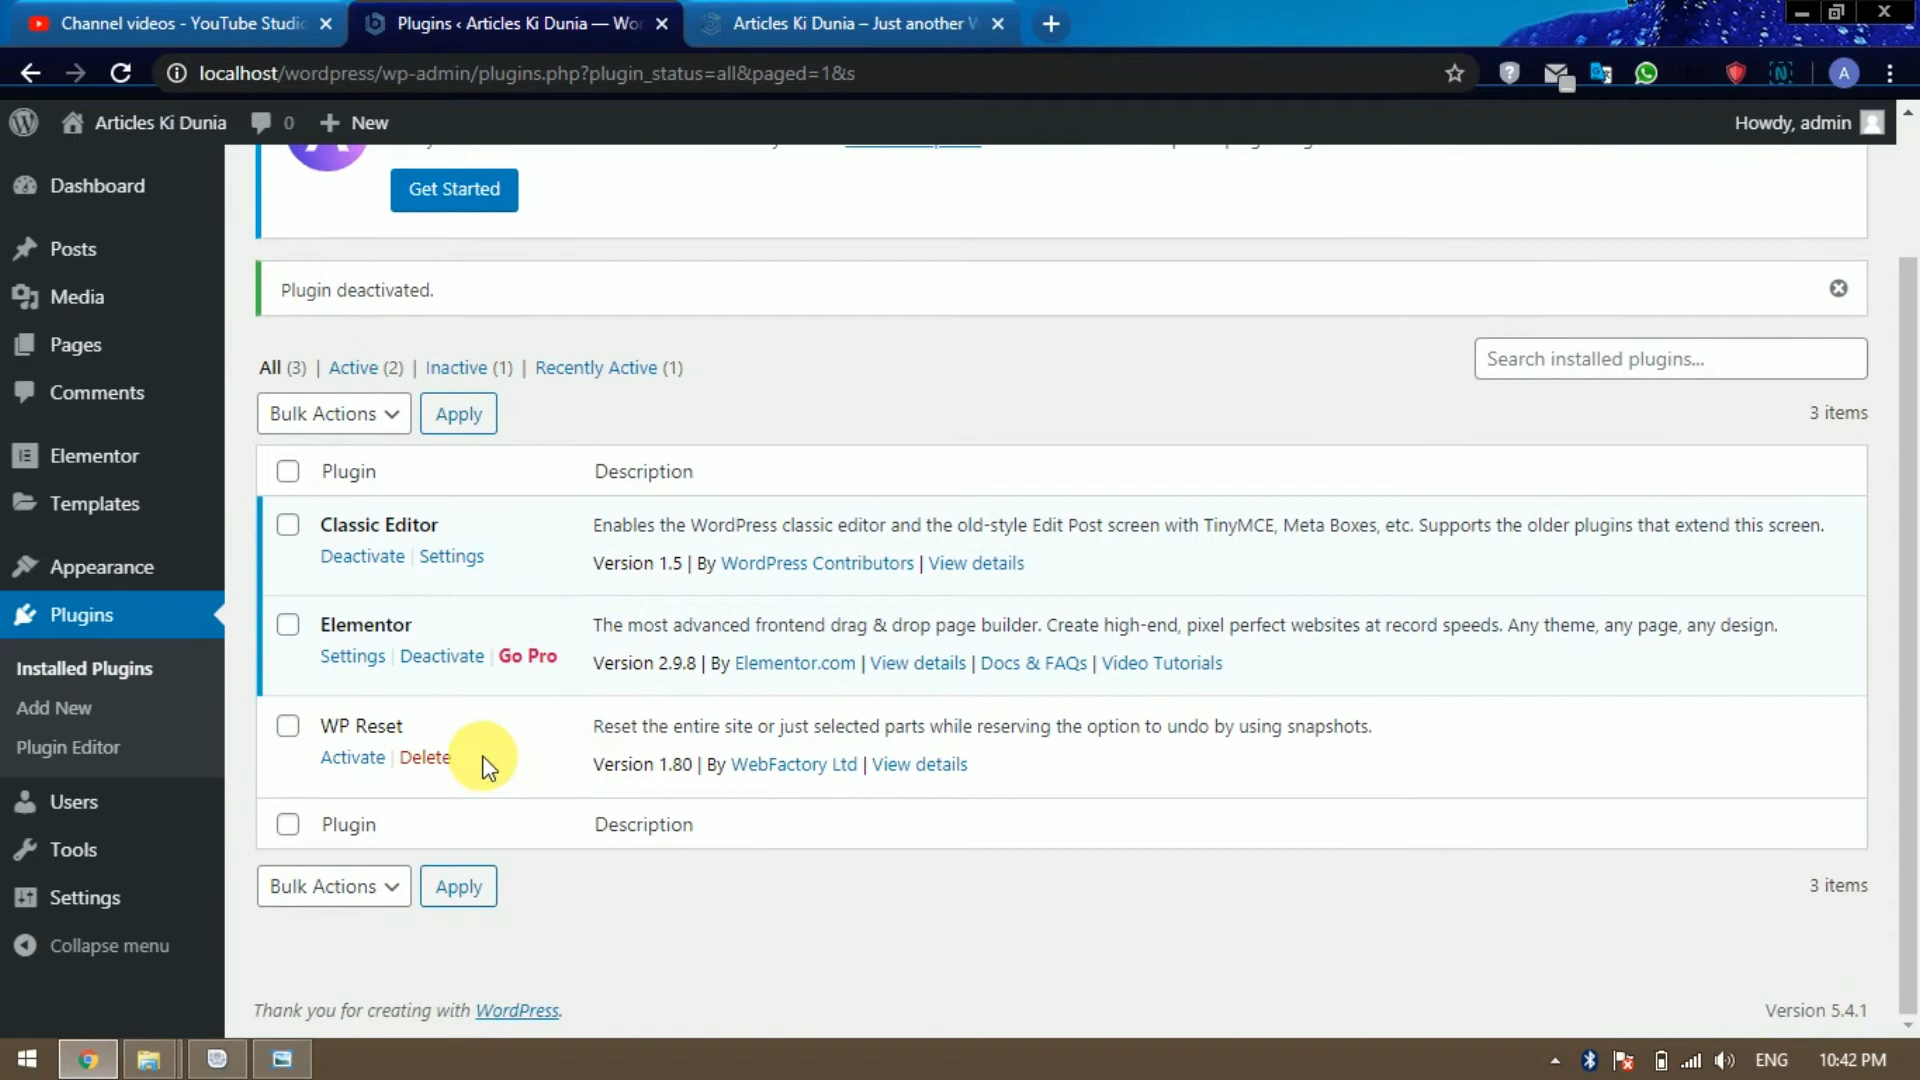 Channel videos - YouTube Studio
Plugins ‹ Articles Ki Dunia — Wor
Articles Ki Dunia – Just another W
localhost/wordpress/wp-admin/plugins.php?plugin_status=all&paged=1&s
A
Articles Ki Dunia
0
New
Howdy, admin
Dashboard
Posts
Media
Pages
Comments
Elementor
Templates
Appearance
Plugins
Installed Plugins
Add New
Plugin Editor
Users
Tools
Settings
Collapse menu
Get Started
Plugin deactivated.
All (3) | Active (2) | Inactive (1) | Recently Active (1)
Search installed plugins...
Bulk Actions
Apply
3 items
Plugin
Description
Classic Editor
Deactivate | Settings
Enables the WordPress classic editor and the old-style Edit Post screen with TinyMCE, Meta Boxes, etc. Supports the older plugins that extend this screen.
Version 1.5 | By WordPress Contributors | View details
Elementor
Settings | Deactivate | Go Pro
The most advanced frontend drag & drop page builder. Create high-end, pixel perfect websites at record speeds. Any theme, any page, any design.
Version 2.9.8 | By Elementor.com | View details | Docs & FAQs | Video Tutorials
WP Reset
Activate | Delete
Reset the entire site or just selected parts while reserving the option to undo by using snapshots.
Version 1.80 | By WebFactory Ltd | View details
Plugin
Description
Bulk Actions
Apply
3 items
Thank you for creating with WordPress.
Version 5.4.1
ENG
10:42 PM